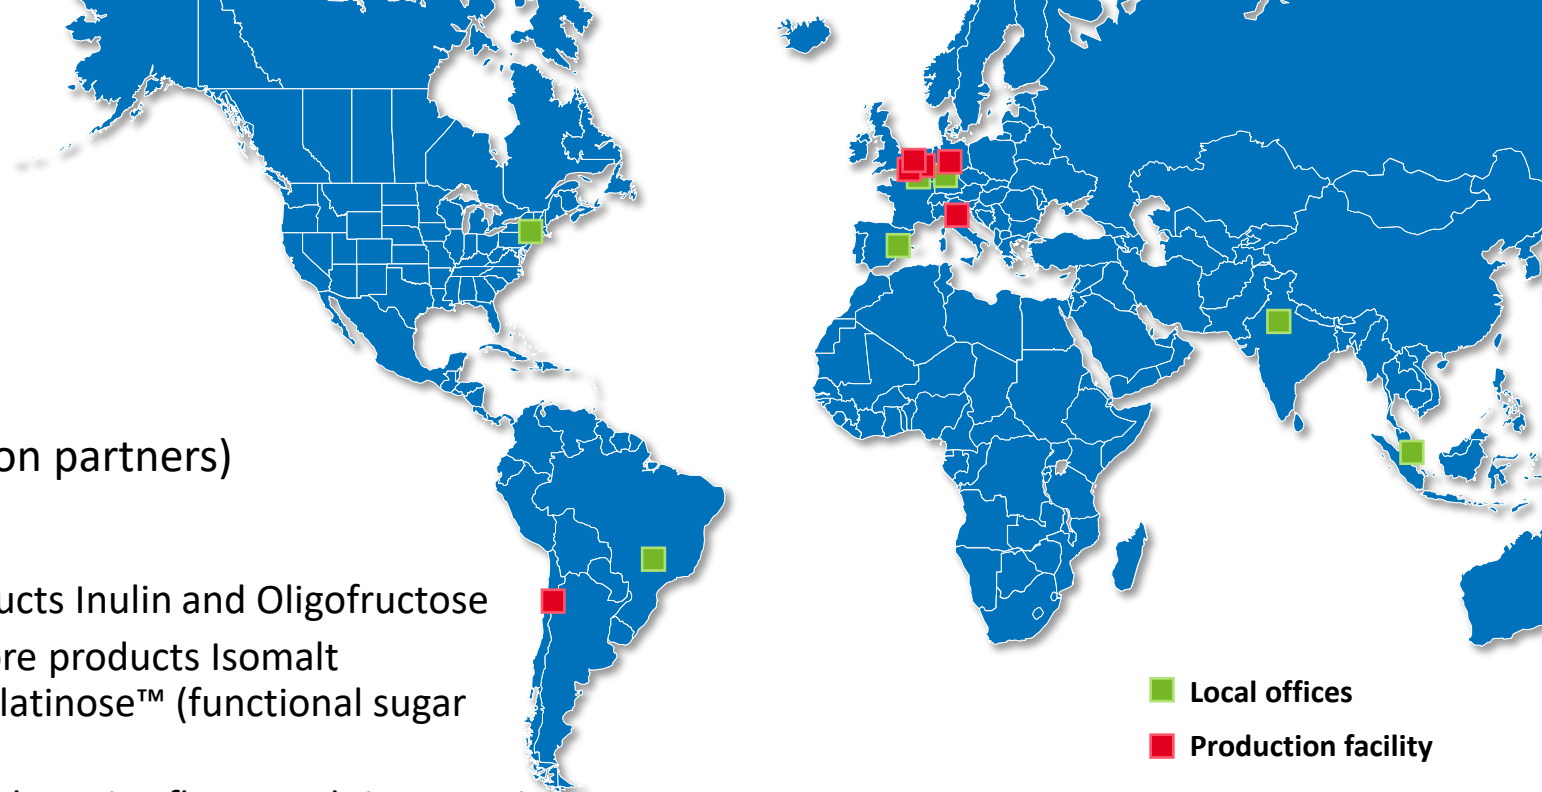 on partners)
ucts Inulin and Oligofructose
re products Isomalt
latinose™ (functional sugar
Local offices
Production facility